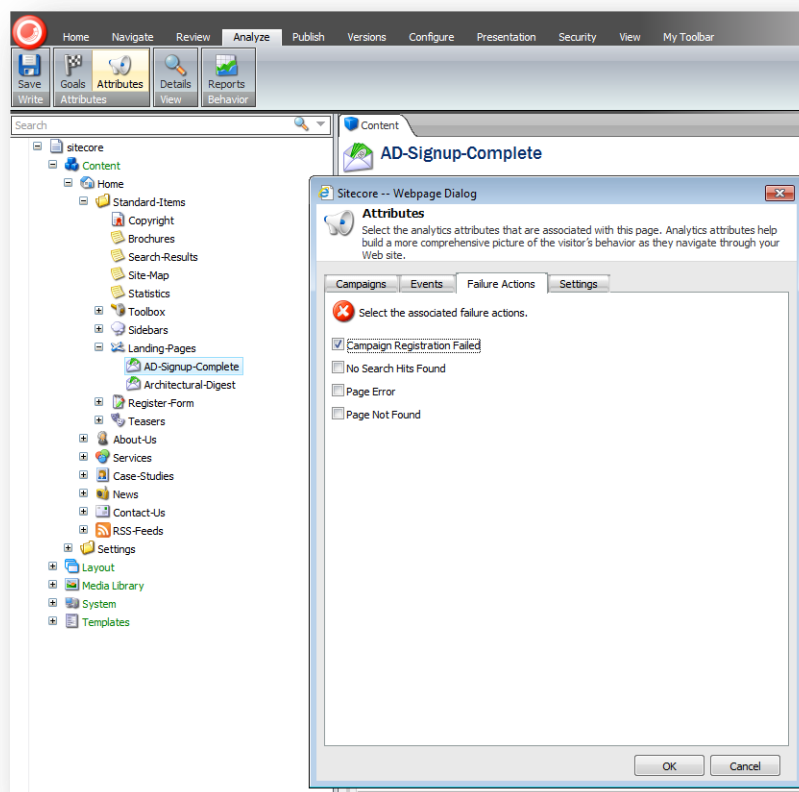 Home Navigate Review Analyze Publish Versions Configure Presentation Security View My Toolbar
Save Goals Attributes Details Reports
Write Attributes View Behavior
Search
Content
AD-Signup-Complete
sitecore
Content
Home
Standard-Items
Copyright
Brochures
Search-Results
Site-Map
Statistics
Toolbox
Sidebars
Landing-Pages
AD-Signup-Complete
Architectural-Digest
Register-Form
Teasers
About-Us
Services
Case-Studies
News
Contact-Us
RSS-Feeds
Settings
Layout
Media Library
System
Templates
Sitecore -- Webpage Dialog
Attributes
Select the analytics attributes that are associated with this page. Analytics attributes help
build a more comprehensive picture of the visitor's behavior as they navigate through your
Web site.
Campaigns Events Failure Actions Settings
Select the associated failure actions.
Campaign Registration Failed
No Search Hits Found
Page Error
Page Not Found
OK Cancel